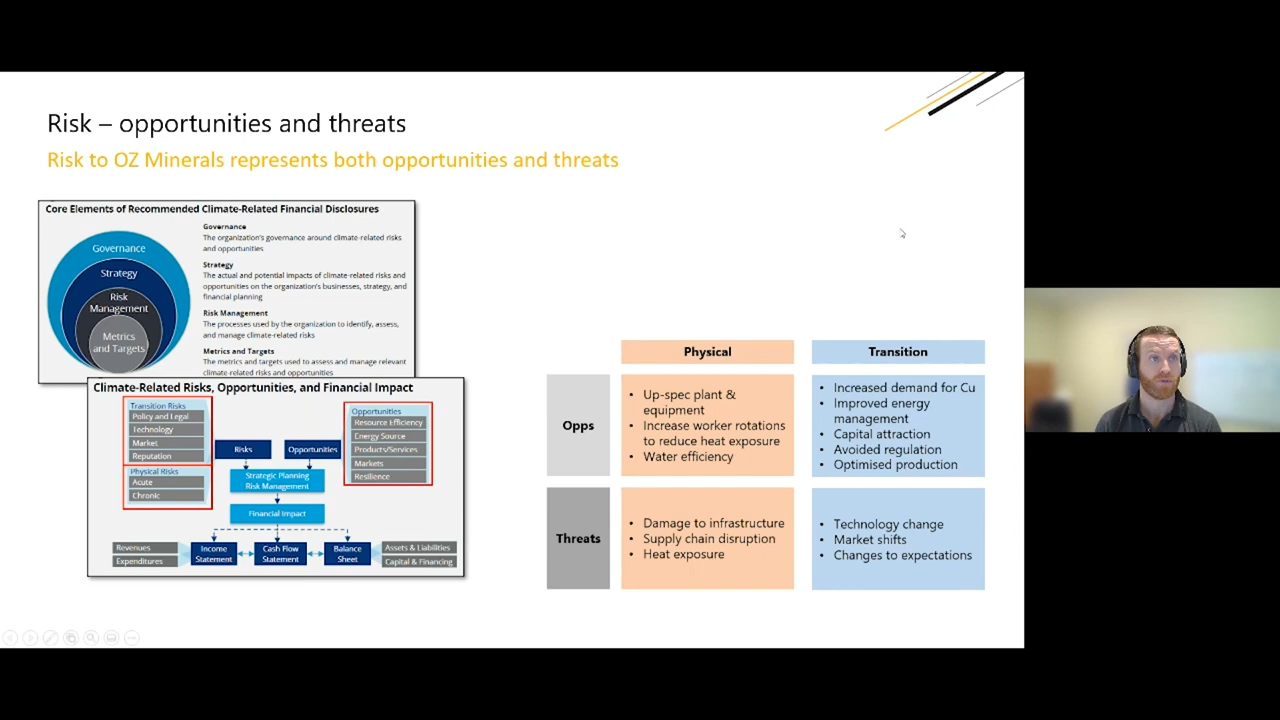 Risk – opportunities and threats
Risk to OZ Minerals represents both opportunities and threats
Core Elements of Recommended Climate-Related Financial Disclosures
Governance
Strategy
Risk
Management
Metrics
and Targets
Governance
The organization's governance around climate-related risks
and opportunities
Strategy
The actual and potential impacts of climate-related risks and
opportunities on the organization's businesses, strategy, and
financial planning
Risk Management
The processes used by the organization to identify, assess,
and manage climate-related risks
Metrics and Targets
The metrics and targets used to assess and manage relevant
climate-related risks and opportunities
Climate-Related Risks, Opportunities, and Financial Impact
Transition Risks
Policy and Legal
Technology
Market
Reputation
Physical Risks
Acute
Chronic
Risks
Opportunities
Strategic Planning
Risk Management
Financial Impact
Opportunities
Resource Efficiency
Energy Source
Products/Services
Markets
Resilience
Revenues
Expenditures
Income
Statement
Cash Flow
Statement
Balance
Sheet
Assets & Liabilities
Capital & Financing
Physical
Transition
Opps
• Up-spec plant &
equipment
• Increase worker rotations
to reduce heat exposure
• Water efficiency
• Increased demand for Cu
• Improved energy
management
• Capital attraction
• Avoided regulation
• Optimised production
Threats
• Damage to infrastructure
• Supply chain disruption
• Heat exposure
• Technology change
• Market shifts
• Changes to expectations